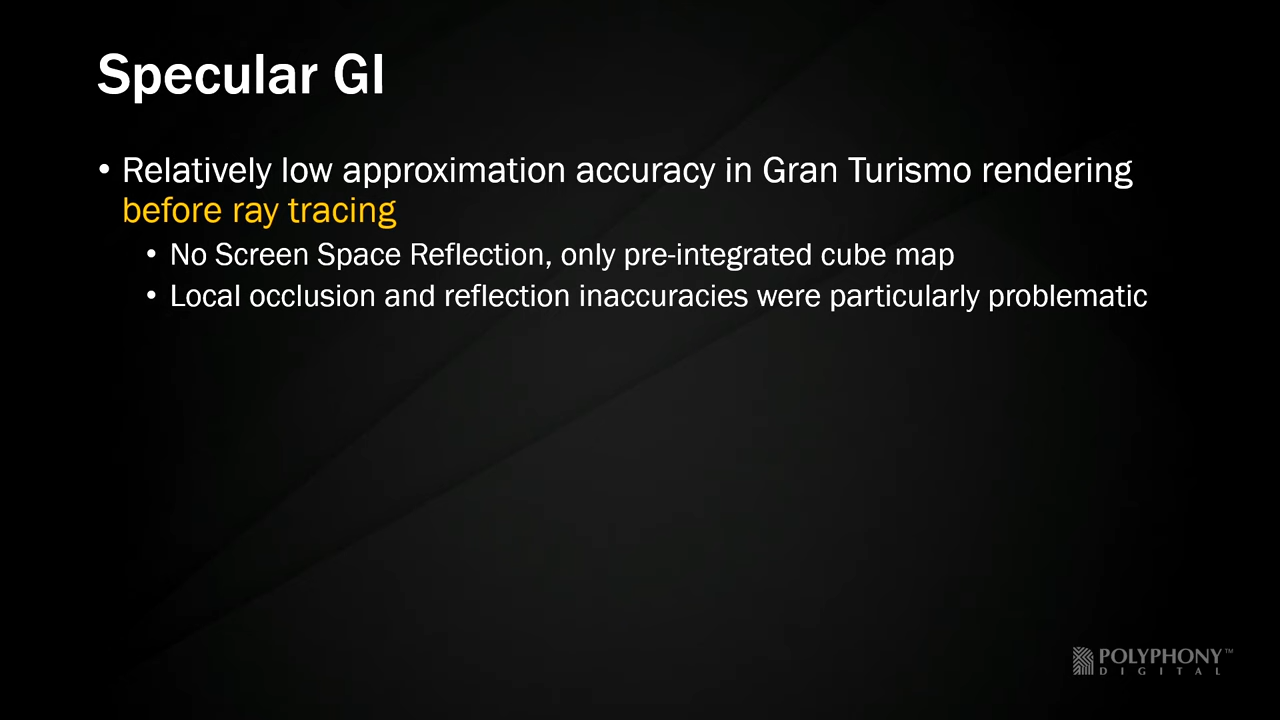 Specular GI
• Relatively low approximation accuracy in Gran Turismo rendering
before ray tracing
• No Screen Space Reflection, only pre-integrated cube map
• Local occlusion and reflection inaccuracies were particularly problematic
POLYPHONY™
DIGITAL